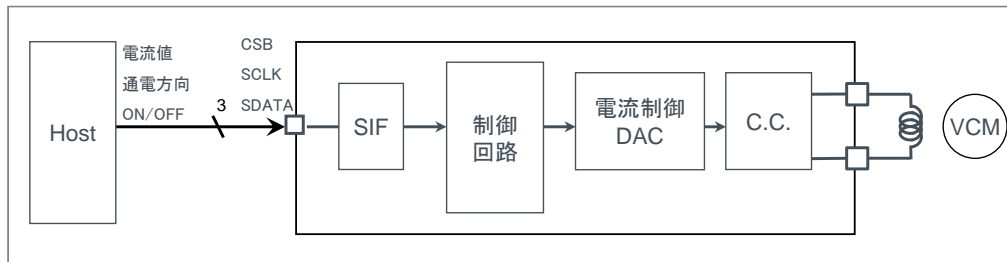 Host
電流値
通電方向
ON/OFF
3
CSB
SCLK
SDATA
SIF
制御
回路
電流制御
DAC
C.C.
VCM